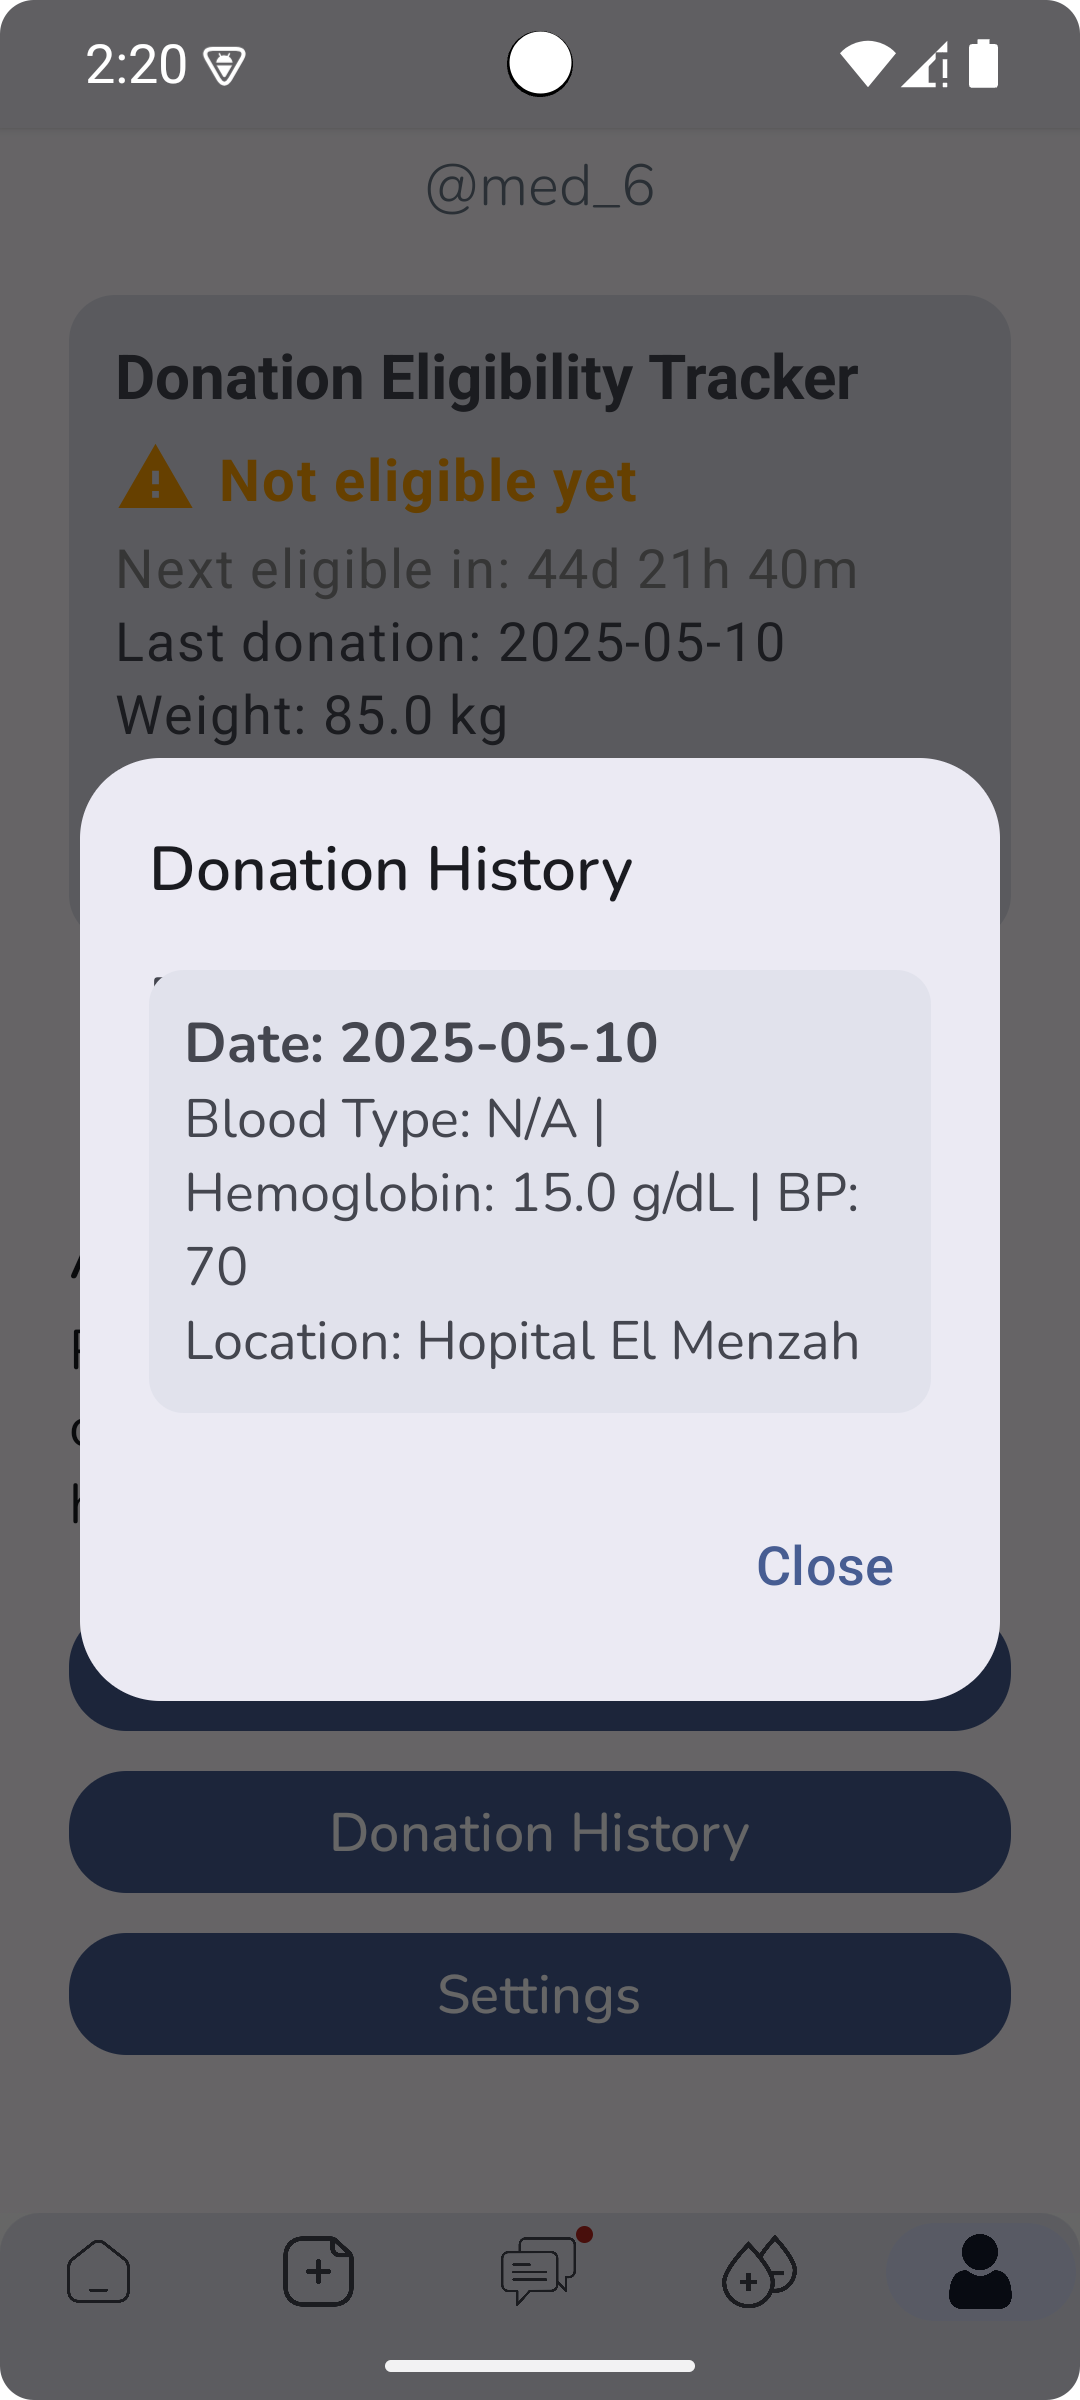 2:20
@med_6
Donation Eligibility Tracker
Not eligible yet
Next eligible in: 44d 21h 40m
Last donation: 2025-05-10
Weight: 85.0 kg
Donation History
Date: 2025-05-10
Blood Type: N/A |
Hemoglobin: 15.0 g/dL | BP:
70
Location: Hopital El Menzah
Close
Donation History
Settings